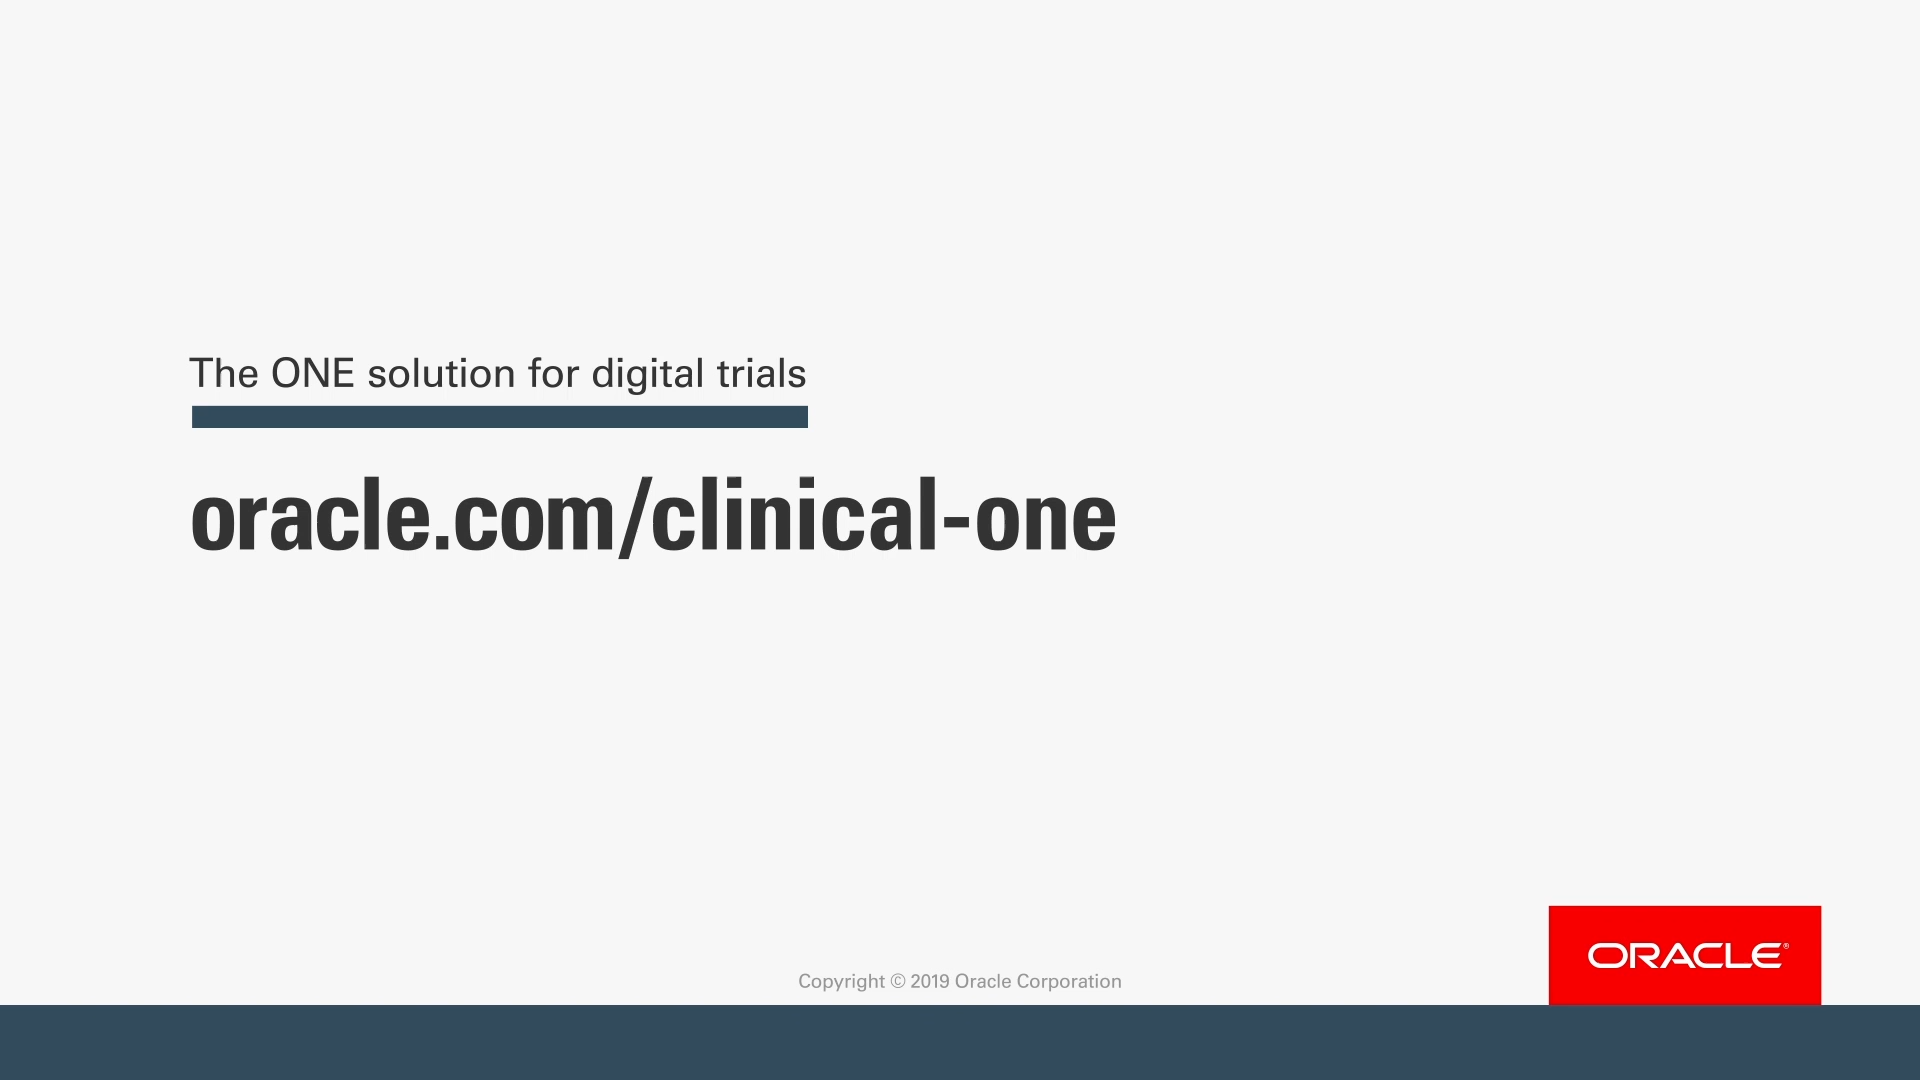 The ONE solution for digital trials
oracle.com/clinical-one
ORACLE®
Copyright © 2019 Oracle Corporation